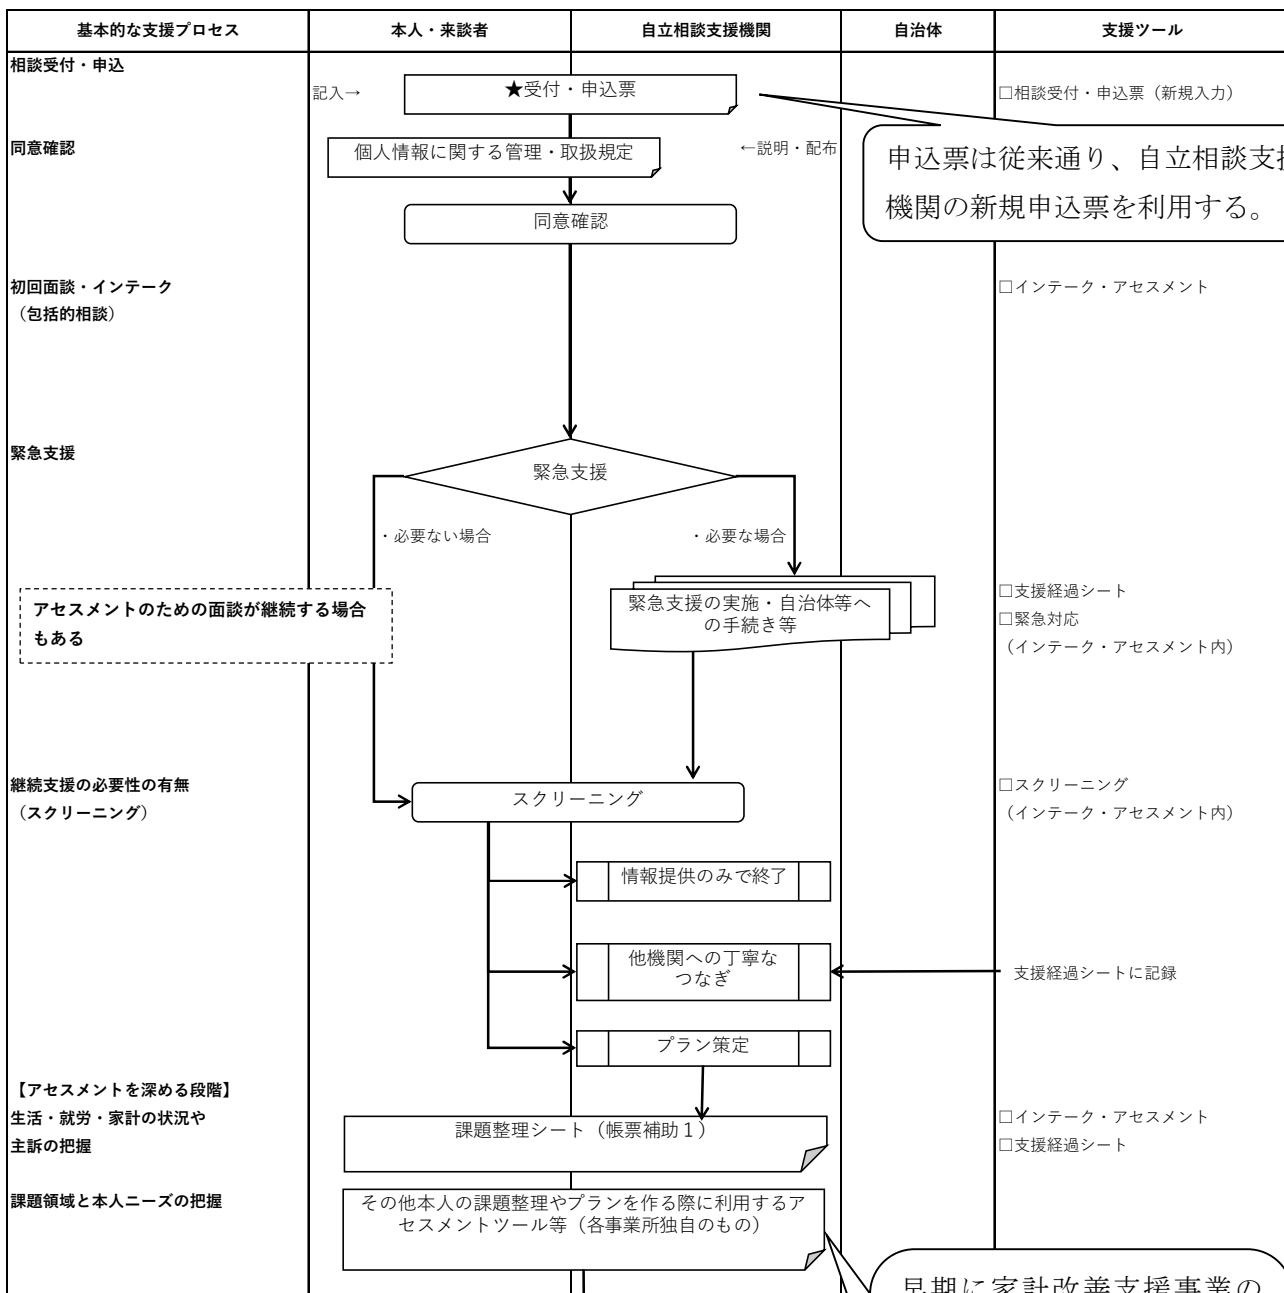 基本的な支援プロセス
本人・来談者
自立相談支援機関
自治体
支援ツール
相談受付・申込
記入→
★受付・申込票
□相談受付・申込票（新規入力）
同意確認
個人情報に関する管理・取扱規定
←説明・配布
申込票は従来通り、自立相談支援
機関の新規申込票を利用する。
同意確認
初回面談・インテーク
（包括的相談）
□インテーク・アセスメント
緊急支援
緊急支援
・必要ない場合
・必要な場合
アセスメントのための面談が継続する場合
もある
緊急支援の実施・自治体等へ
の手続き等
□支援経過シート
□緊急対応
（インテーク・アセスメント内）
継続支援の必要性の有無
（スクリーニング）
スクリーニング
□スクリーニング
（インテーク・アセスメント内）
情報提供のみで終了
他機関への丁寧な
つなぎ
支援経過シートに記録
プラン策定
【アセスメントを深める段階】
生活・就労・家計の状況や
主訴の把握
課題整理シート（帳票補助１）
□インテーク・アセスメント
□支援経過シート
課題領域と本人ニーズの把握
その他本人の課題整理やプランを作る際に利用するア
セスメントツール等（各事業所独自のもの）
早期に家計改善支援事業の